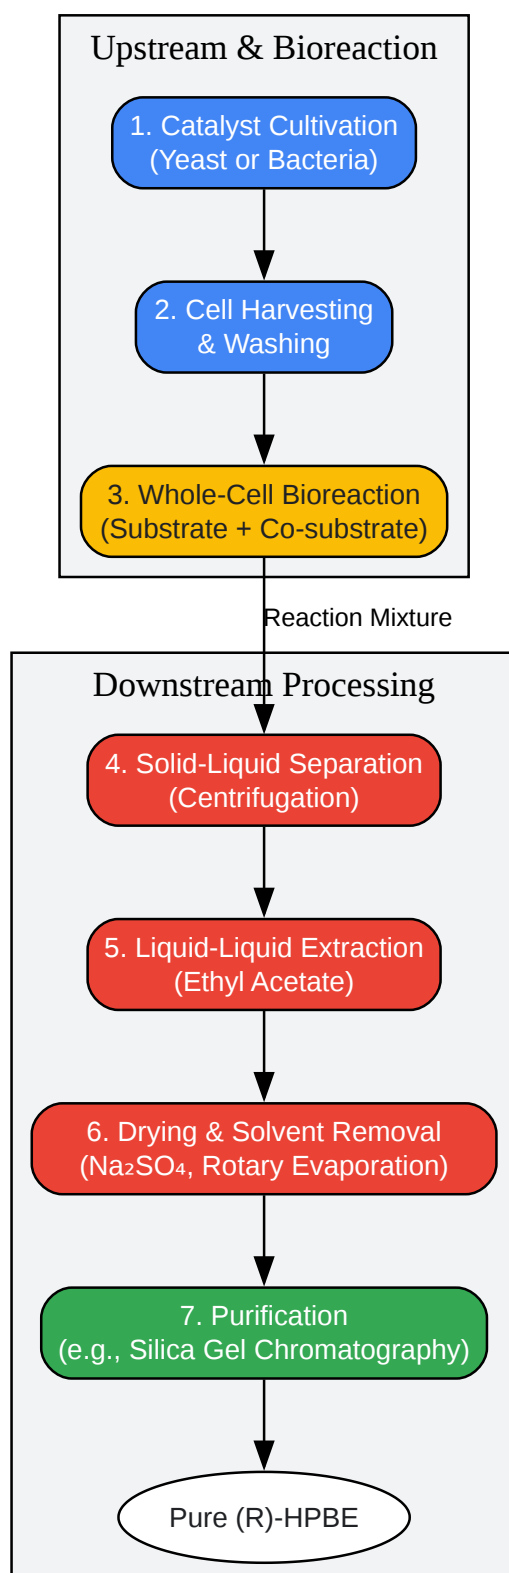 Upstream & Bioreaction
1. Catalyst Cultivation
(Yeast or Bacteria)
2. Cell Harvesting
& Washing
3. Whole-Cell Bioreaction
(Substrate + Co-substrate)
Reaction Mixture
Downstream Processing
4. Solid-Liquid Separation
(Centrifugation)
5. Liquid-Liquid Extraction
(Ethyl Acetate)
6. Drying & Solvent Removal
(Na₂SO₄, Rotary Evaporation)
7. Purification
(e.g., Silica Gel Chromatography)
Pure (R)-HPBE